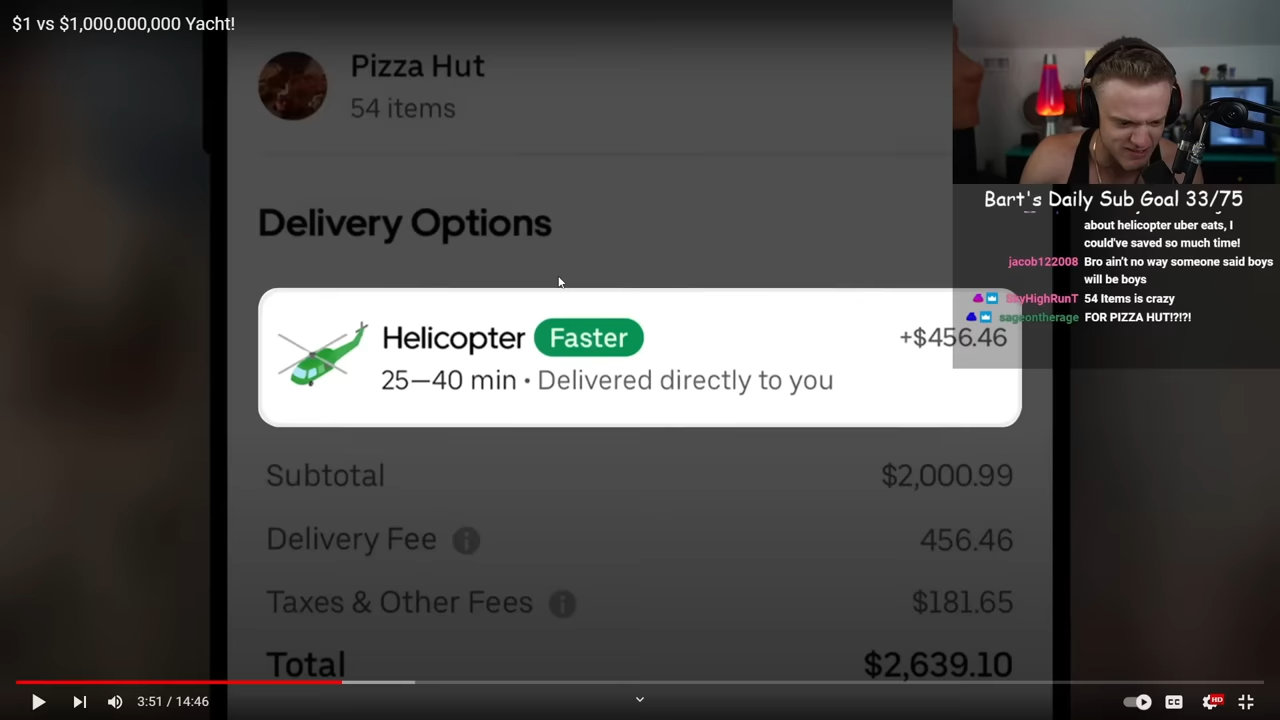 $1 vs $1,000,000,000 Yacht!
Pizza Hut
54 items
Delivery Options
Helicopter Faster +$456.46
25—40 min • Delivered directly to you
Subtotal $2,000.99
Delivery Fee 456.46
Taxes & Other Fees $181.65
Total $2,639.10
Bart's Daily Sub Goal 33/75
about helicopter uber eats, I
could've saved so much time!
jacob122008 Bro ain't no way someone said boys
will be boys
SkyHighRunT 54 Items is crazy
sageontherage FOR PIZZA HUT!?!?!
3:51 / 14:46
CC
HD